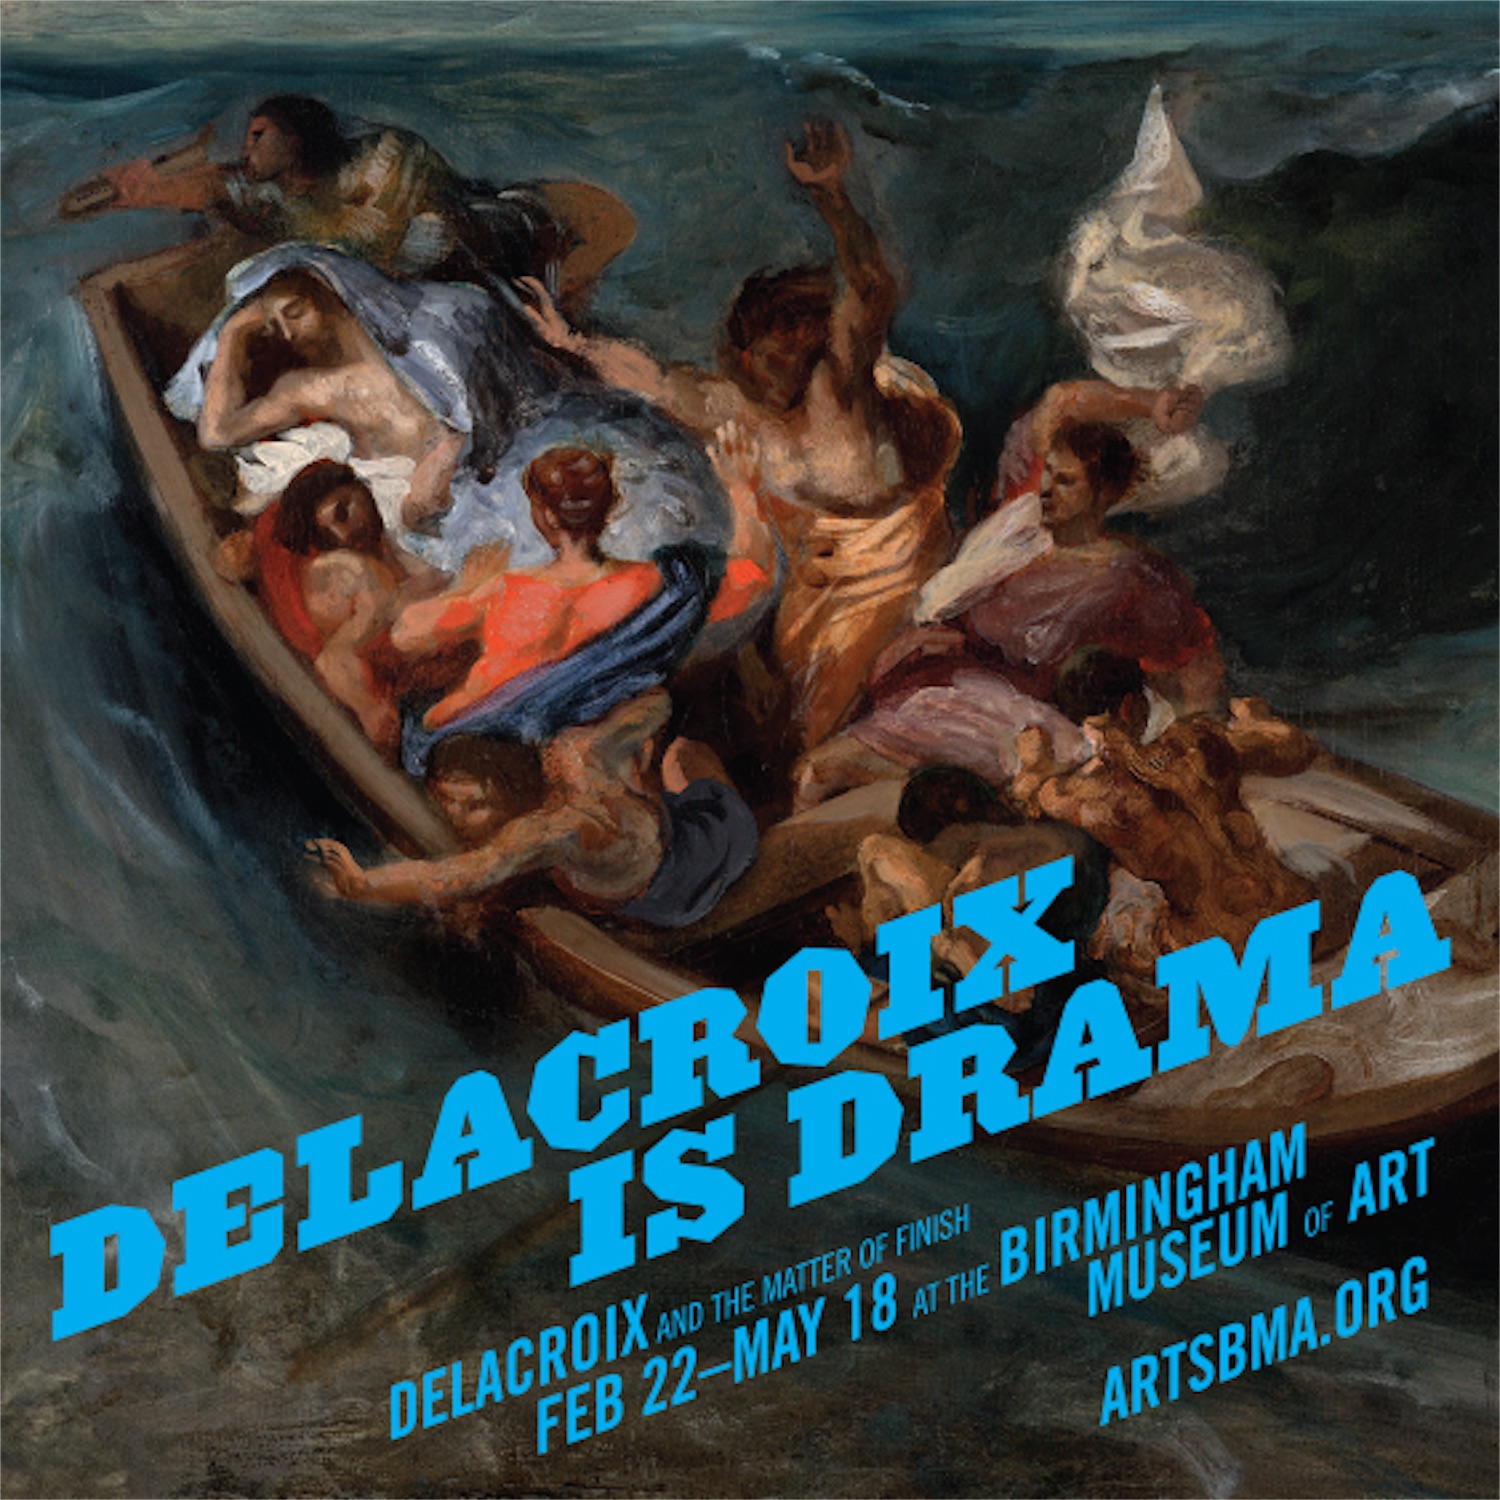 DELACROIX
IS DRAMA
DELACROIX AND THE MATTER OF FINISH
FEB 22–MAY 18 AT THE BIRMINGHAM
MUSEUM OF ART
ARTSBMA.ORG